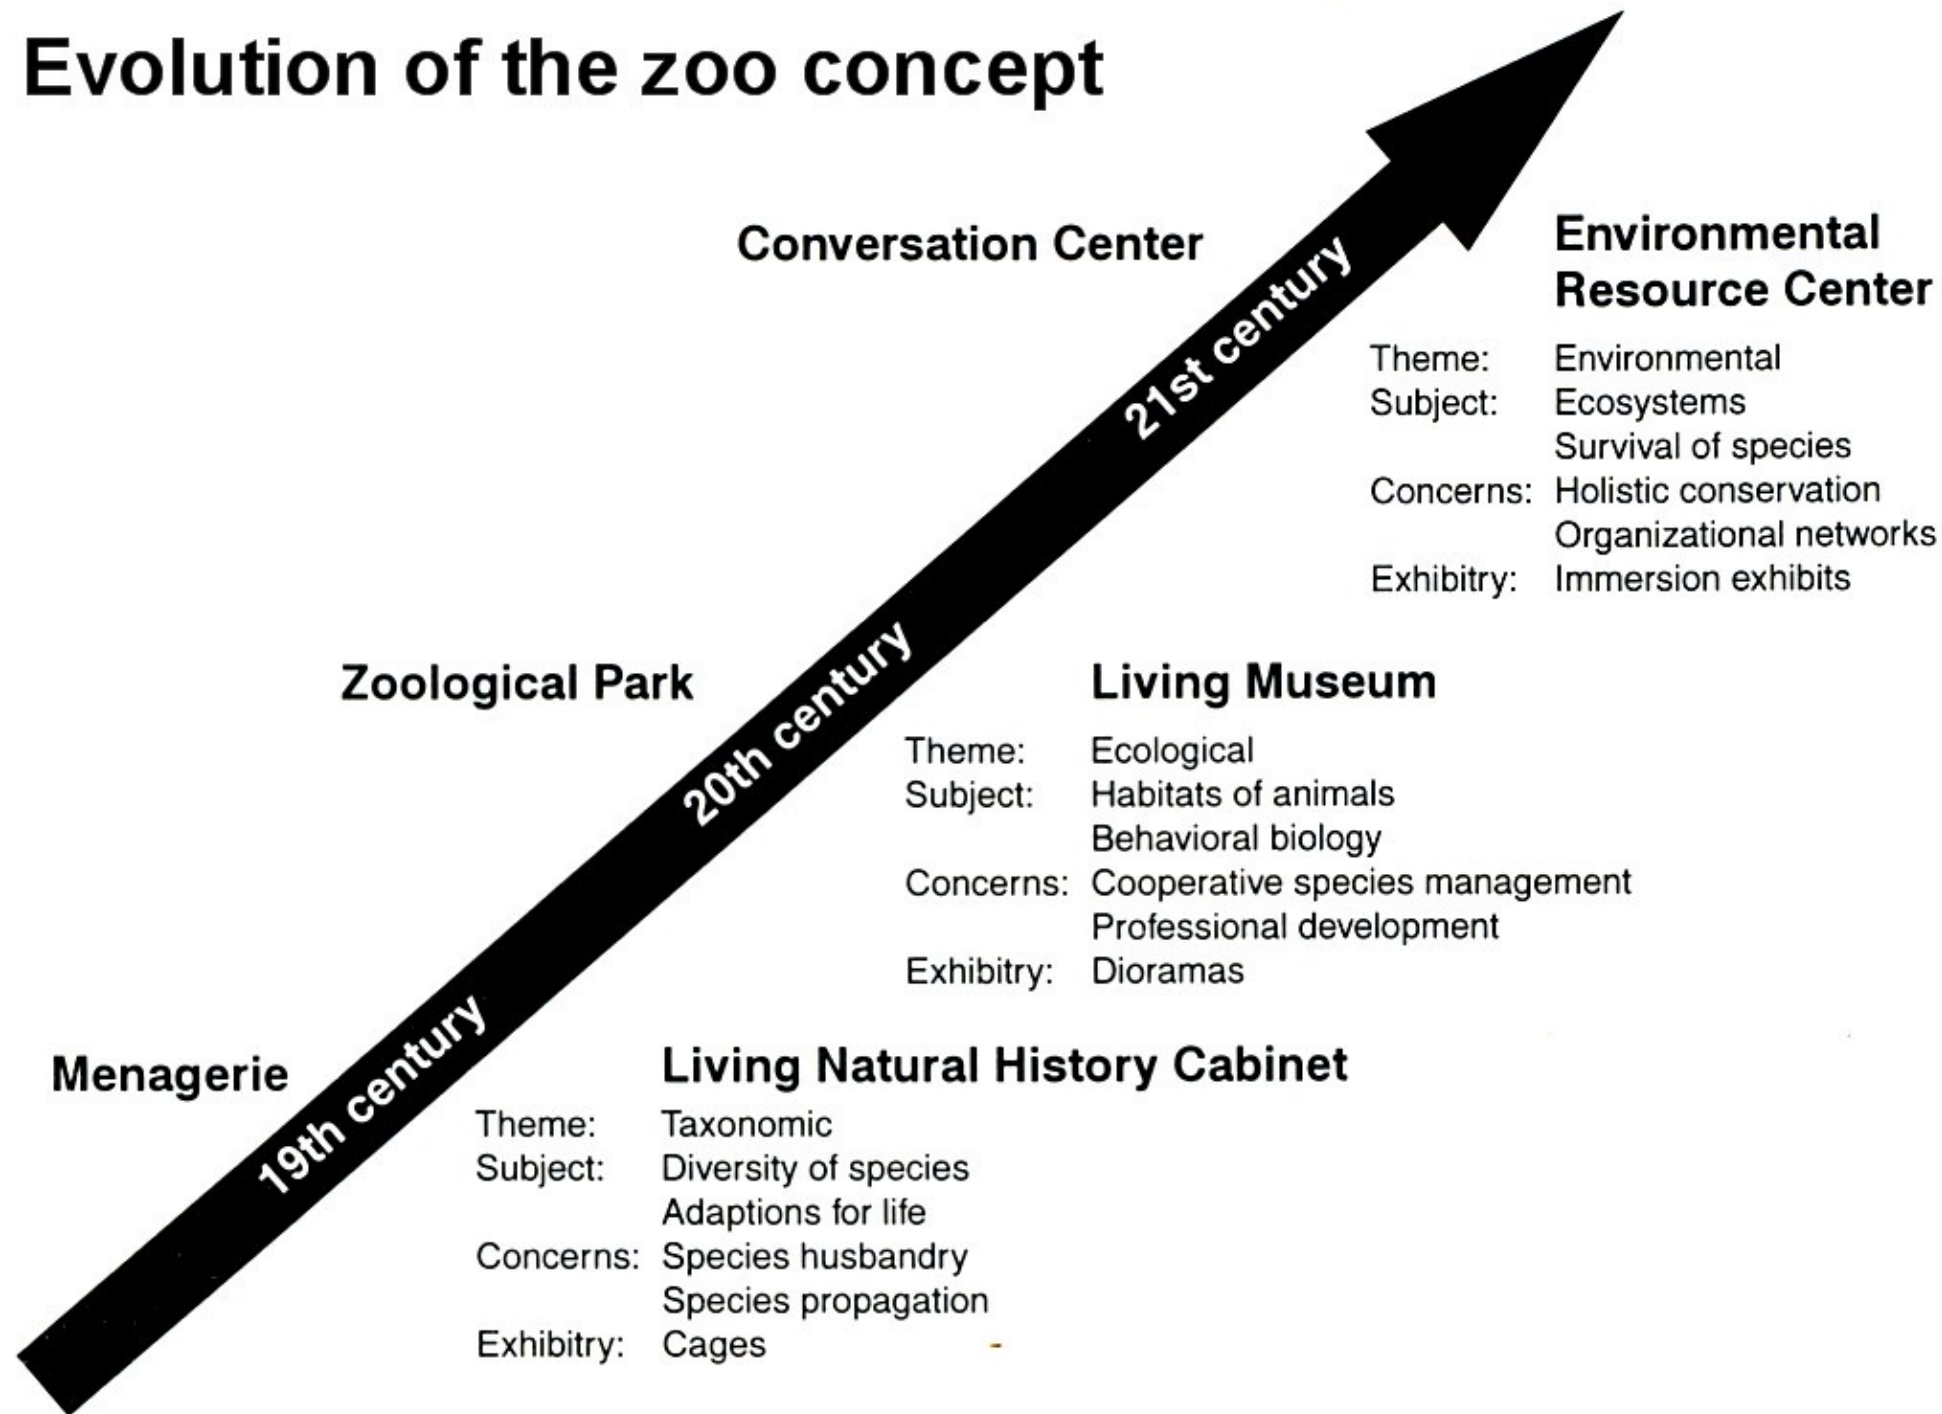 Evolution of the zoo concept
Conversation Center
21st century
Environmental
Resource Center
Theme: Environmental
Subject: Ecosystems
Survival of species
Concerns: Holistic conservation
Organizational networks
Exhibitry: Immersion exhibits
Zoological Park
20th century
Living Museum
Theme: Ecological
Subject: Habitats of animals
Behavioral biology
Concerns: Cooperative species management
Professional development
Exhibitry: Dioramas
Menagerie
19th century
Living Natural History Cabinet
Theme: Taxonomic
Subject: Diversity of species
Adaptions for life
Concerns: Species husbandry
Species propagation
Exhibitry: Cages